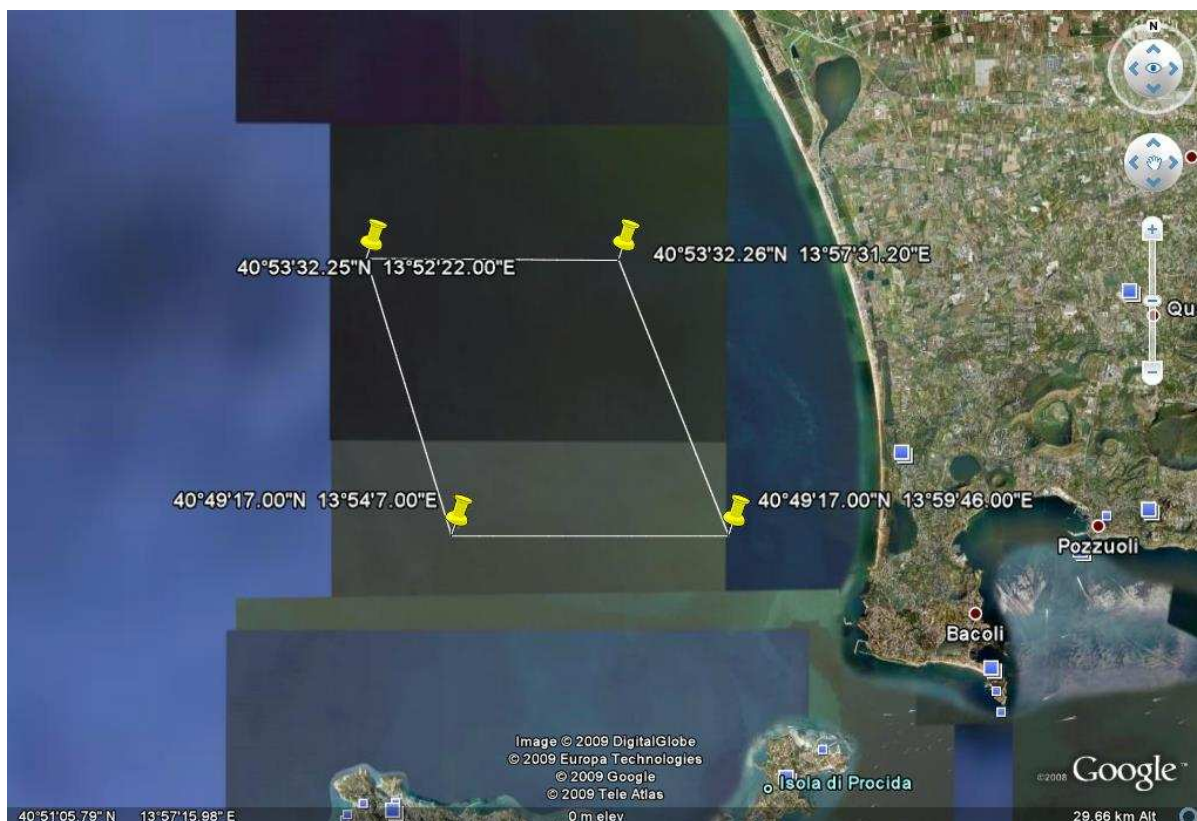 N
40°53'32.25"N 13°52'22.00"E
40°53'32.26"N 13°57'31.20"E
Qu
40°49'17.00"N 13°54'7.00"E
40°49'17.00"N 13°59'46.00"E
Pozzuoli
Bacoli
Image © 2009 DigitalGlobe
© 2009 Europa Technologies
© 2009 Google
© 2009 Tele Atlas
Isola di Procida
©2008 Google™
40°51'05.79" N 13°57'15.98" E 0 m elev 29.66 km Alt